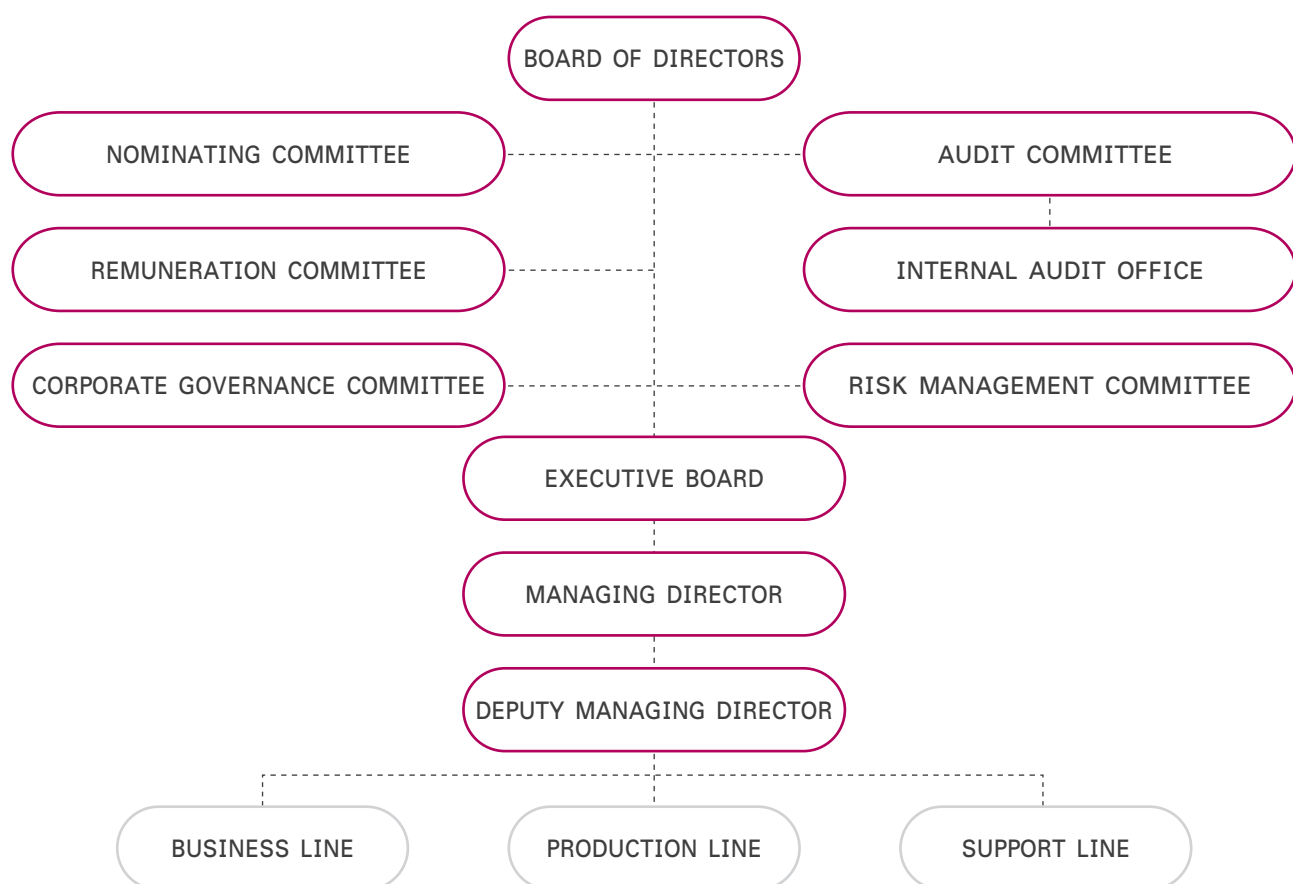 BOARD OF DIRECTORS
NOMINATING COMMITTEE
AUDIT COMMITTEE
REMUNERATION COMMITTEE
INTERNAL AUDIT OFFICE
CORPORATE GOVERNANCE COMMITTEE
RISK MANAGEMENT COMMITTEE
EXECUTIVE BOARD
MANAGING DIRECTOR
DEPUTY MANAGING DIRECTOR
BUSINESS LINE
PRODUCTION LINE
SUPPORT LINE